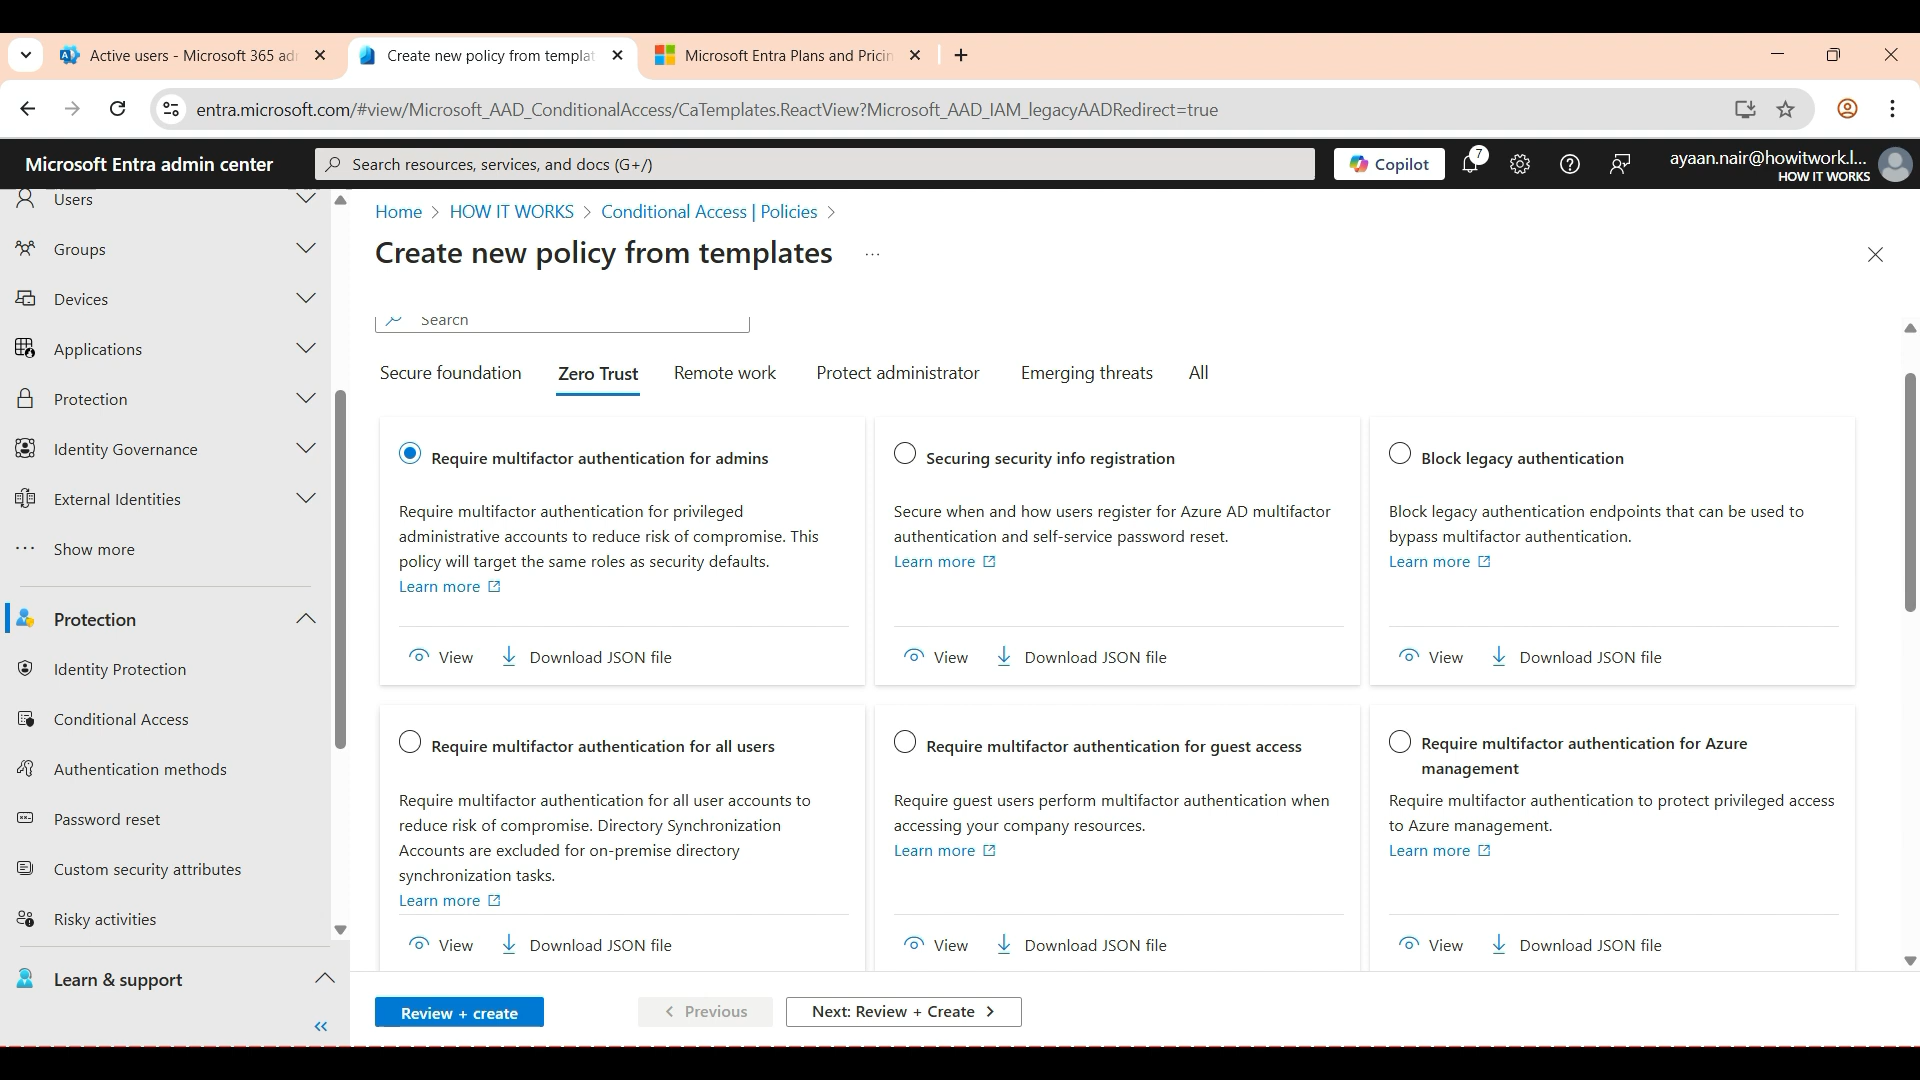 Active users - Microsoft 365 ad
Create new policy from templat
Microsoft Entra Plans and Pricin
entra.microsoft.com/#view/Microsoft_AAD_ConditionalAccess/CaTemplates.ReactView?Microsoft_AAD_IAM_legacyAADRedirect=true
Microsoft Entra admin center
Search resources, services, and docs (G+/)
Copilot
7
ayaan.nair@howitwork.l...
HOW IT WORKS
Users
Groups
Devices
Applications
Protection
Identity Governance
External Identities
Show more
Protection
Identity Protection
Conditional Access
Authentication methods
Password reset
Custom security attributes
Risky activities
Learn & support
Home > HOW IT WORKS > Conditional Access | Policies >
Create new policy from templates ...
Search
Secure foundation Zero Trust Remote work Protect administrator Emerging threats All
Require multifactor authentication for admins
Require multifactor authentication for privileged
administrative accounts to reduce risk of compromise. This
policy will target the same roles as security defaults.
Learn more
View Download JSON file
Securing security info registration
Secure when and how users register for Azure AD multifactor
authentication and self-service password reset.
Learn more
View Download JSON file
Block legacy authentication
Block legacy authentication endpoints that can be used to
bypass multifactor authentication.
Learn more
View Download JSON file
Require multifactor authentication for all users
Require multifactor authentication for all user accounts to
reduce risk of compromise. Directory Synchronization
Accounts are excluded for on-premise directory
synchronization tasks.
Learn more
View Download JSON file
Require multifactor authentication for guest access
Require guest users perform multifactor authentication when
accessing your company resources.
Learn more
View Download JSON file
Require multifactor authentication for Azure
management
Require multifactor authentication to protect privileged access
to Azure management.
Learn more
View Download JSON file
Review + create
< Previous
Next: Review + Create >